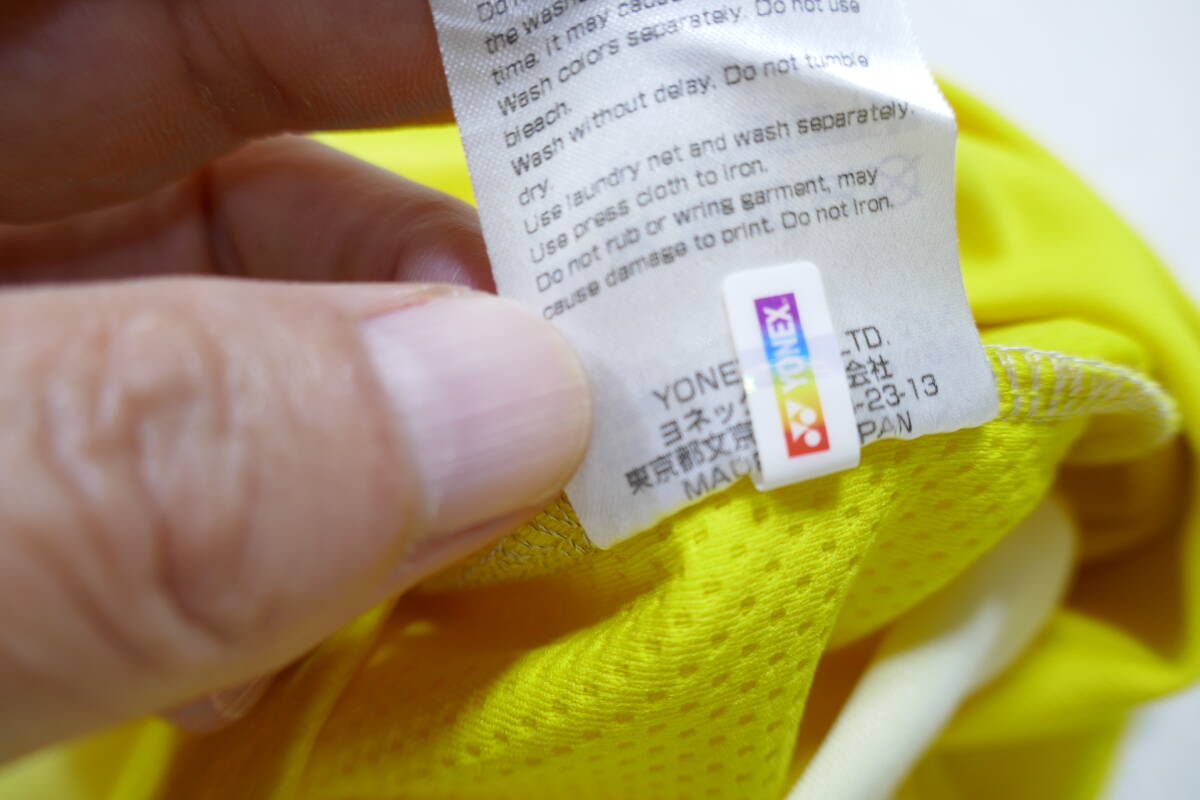 the washe
time. It may cause
Wash colors separately. Do not use
bleach.
Wash without delay. Do not tumble
dry.
Use laundry net and wash separately.
Use press cloth to iron.
Do not rub or wring garment, may
cause damage to print. Do not iron.
YONE LTD.
ヨネッ 会社
東京都文京 -23-13
MADE PAN
YONEX